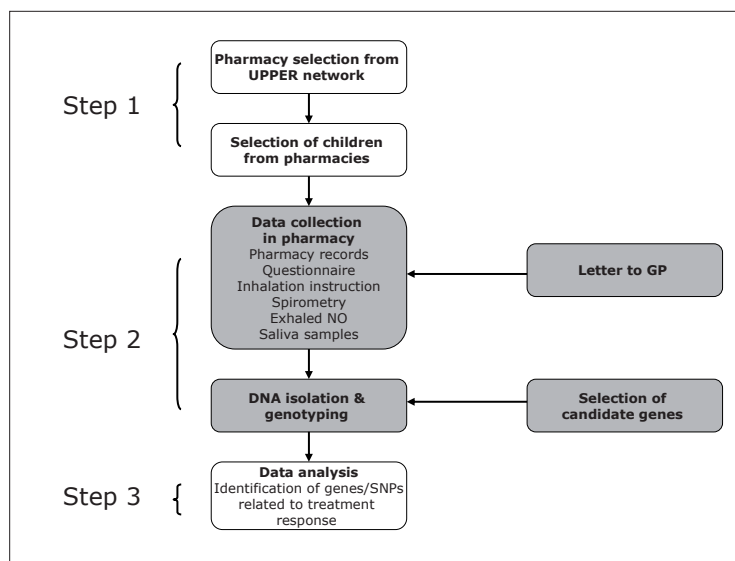 Step 1
Pharmacy selection from
UPPER network
Selection of children
from pharmacies
Step 2
Data collection
in pharmacy
Pharmacy records
Questionnaire
Inhalation instruction
Spirometry
Exhaled NO
Saliva samples
Letter to GP
DNA isolation &
genotyping
Selection of
candidate genes
Step 3
Data analysis
Identification of genes/SNPs
related to treatment
response